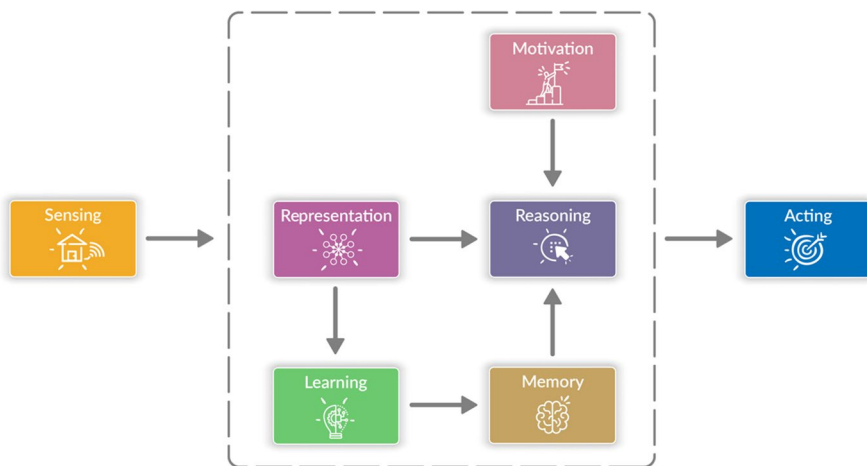 Motivation
Sensing
Representation
Reasoning
Acting
Learning
Memory